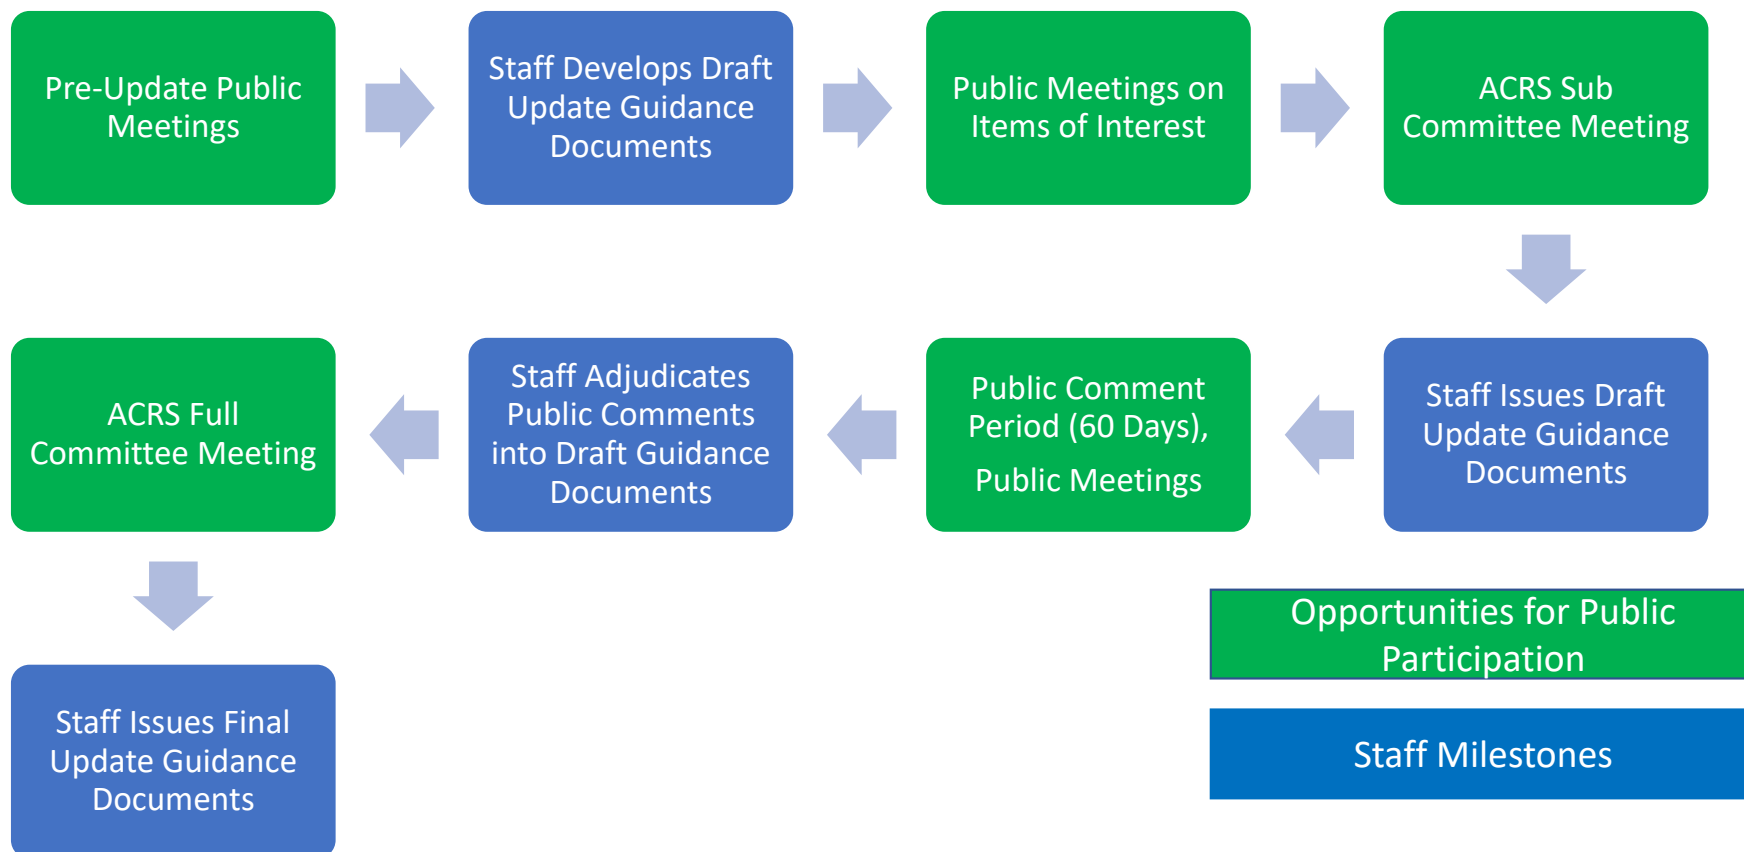 Pre-Update Public
Meetings
Staff Develops Draft
Update Guidance
Documents
Public Meetings on
Items of Interest
ACRS Sub
Committee Meeting
Staff Issues Draft
Update Guidance
Documents
Public Comment
Period (60 Days),
Public Meetings
Staff Adjudicates
Public Comments
into Draft Guidance
Documents
ACRS Full
Committee Meeting
Staff Issues Final
Update Guidance
Documents
Opportunities for Public
Participation
Staff Milestones